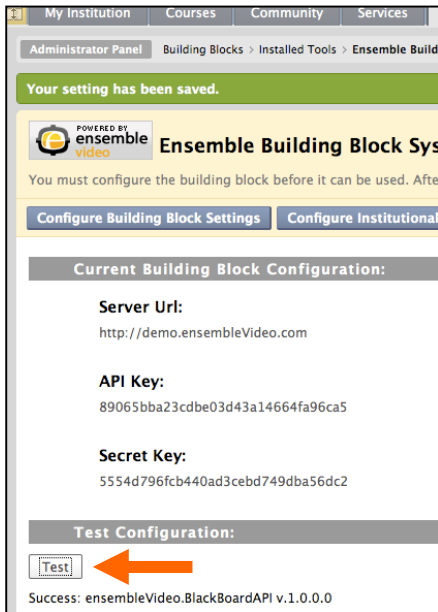 My Institution Courses Community Services
Administrator Panel Building Blocks > Installed Tools > Ensemble Build
Your setting has been saved.
POWERED BY
ensemble
video
Ensemble Building Block Sys
You must configure the building block before it can be used. Afte
Configure Building Block Settings Configure Institutional
Current Building Block Configuration:
Server Url:
http://demo.ensembleVideo.com
API Key:
89065bba23cdbe03d43a14664fa96ca5
Secret Key:
5554d796fcb440ad3cebd749dba56dc2
Test Configuration:
Test
Success: ensembleVideo.BlackBoardAPI v.1.0.0.0